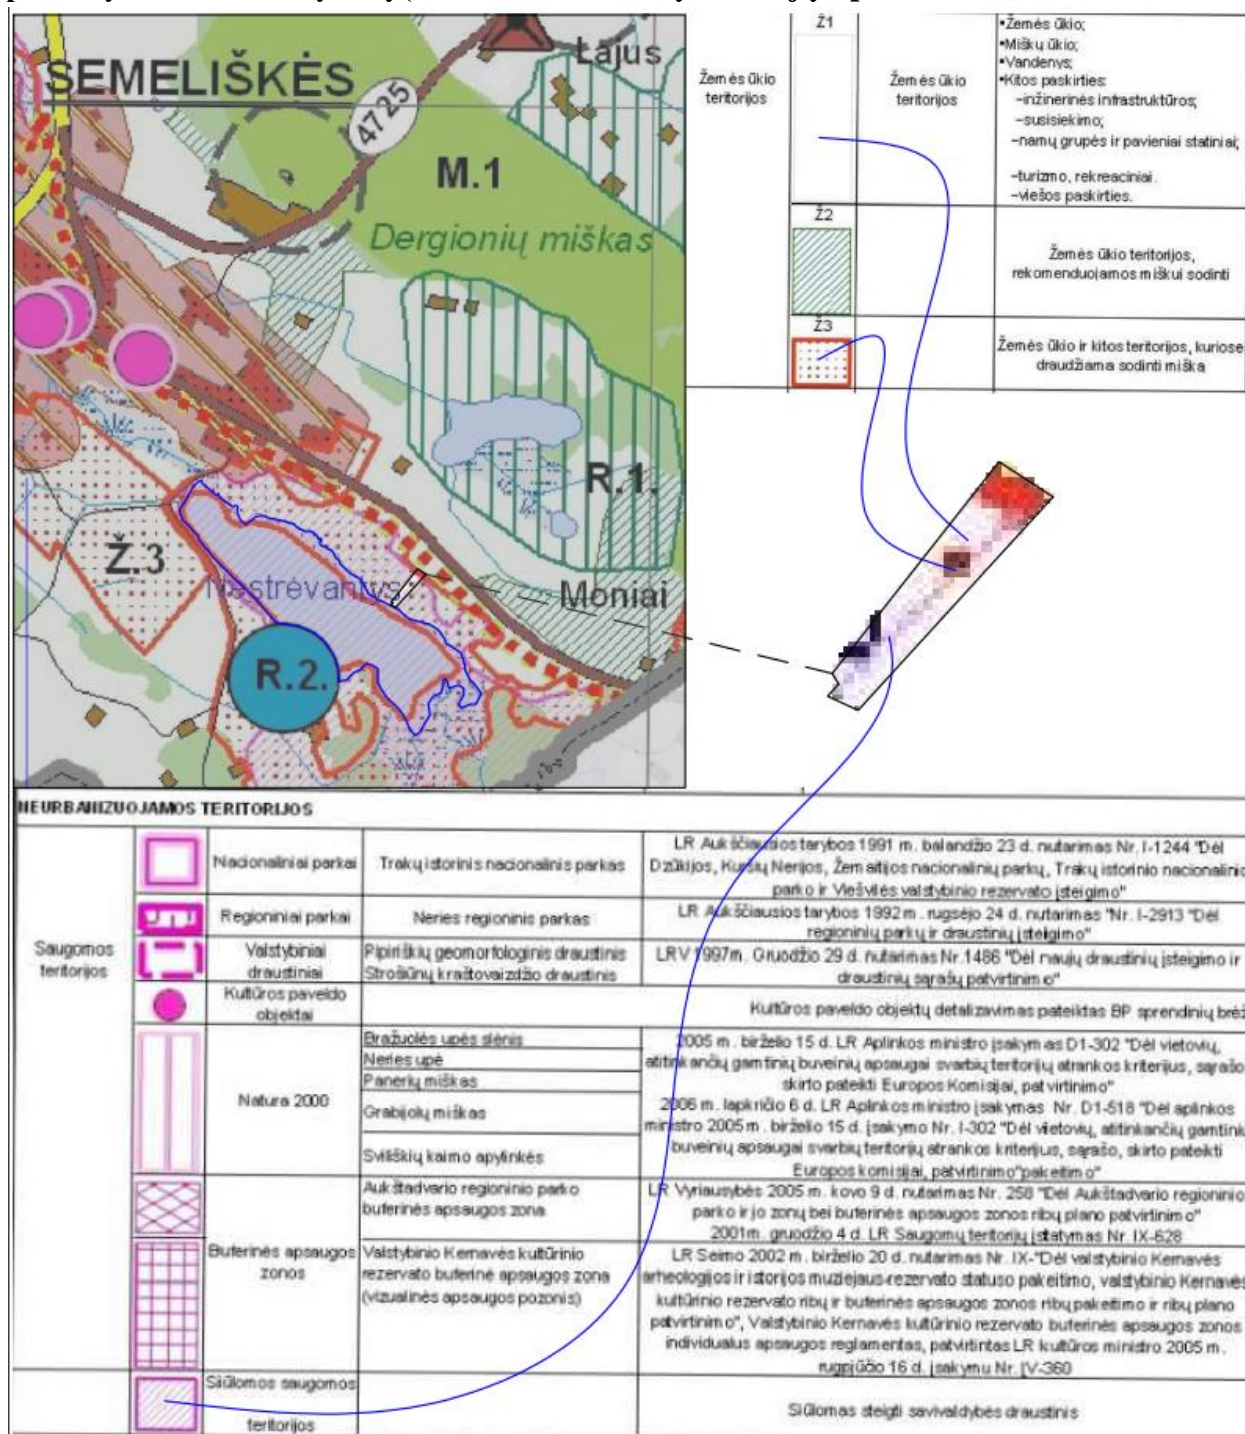 SEMELIŠKĖS
Lajus
4725
M.1
Dergionių miškas
R.1.
Ž.3
Nestrėvantys
Moniai
R.2.
Žemės ūkio
teritorijos
Ž1
Žemės ūkio
teritorijos
•Žemės ūkio;
•Miškų ūkio;
•Vandenys;
•Kitos paskirties:
–inžinerinės infrastruktūros;
–susisiekimo;
–namų grupės ir pavieniai statiniai;
–turizmo, rekreaciniai.
–viešos paskirties.
Ž2
Žemės ūkio teritorijos,
rekomenduojamos miškui sodinti
Ž3
Žemės ūkio ir kitos teritorijos, kuriose
draudžiama sodinti mišką
NEURBANIZUOJAMOS TERITORIJOS
Saugomos
teritorijos
Nacionaliniai parkai
Trakų istorinis nacionalinis parkas
LR Aukščiausios tarybos 1991 m. balandžio 23 d. nutarimas Nr. I-1244 "Dėl
Dzūkijos, Kuršių Nerijos, Žemaitijos nacionalinių parkų, Trakų istorinio nacionalinio
parko ir Viešvilės valstybinio rezervato įsteigimo"
Regioniniai parkai
Neries regioninis parkas
LR Aukščiausios tarybos 1992 m. rugsėjo 24 d. nutarimas "Nr. I-2913 "Dėl
regioninių parkų ir draustinių įsteigimo"
Valstybiniai
draustiniai
Pipiriškių geomorfologinis draustinis
Strošiūnų kraštovaizdžio draustinis
LRV 1997m. Gruodžio 29 d. nutarimas Nr.1486 "Dėl naujų draustinių įsteigimo ir
draustinių sąrašų patvirtinimo"
Kultūros paveldo
objektai
Kultūros paveldo objektų detalizavimas pateiktas BP sprendinių brėž
Natura 2000
Bražuolės upės slėnis
Neries upė
Panerių miškas
Grabijolų miškas
Sviliškių kaimo apylinkės
2005 m. birželio 15 d. LR Aplinkos ministro įsakymas D1-302 "Dėl vietovių,
atitinkančių gamtinių buveinių apsaugai svarbių teritorijų atrankos kriterijus, sąrašo,
skirto pateikti Europos Komisijai, patvirtinimo"
2006 m. lapkričio 6 d. LR Aplinkos ministro įsakymas Nr. D1-518 "Dėl aplinkos
ministro 2005 m. birželio 15 d. įsakymo Nr. I-302 "Dėl vietovių, atitinkančių gamtinių
buveinių apsaugai svarbių teritorijų atrankos kriterijus, sąrašo, skirto pateikti
Europos komisijai, patvirtinimo"pakeitimo"
Buferinės apsaugos
zonos
Aukštadvario regioninio parko
buferinės apsaugos zona
LR Vyriausybės 2005 m. kovo 9 d. nutarimas Nr. 258 "Dėl Aukštadvario regioninio
parko ir jo zonų bei buferinės apsaugos zonos ribų plano patvirtinimo"
2001m. gruodžio 4 d. LR Saugomų teritorijų įstatymas Nr. IX-628
Valstybinio Kernavės kultūrinio
rezervato buferinė apsaugos zona
(vizualinės apsaugos pozonis)
LR Seimo 2002 m. birželio 20 d. nutarimas Nr. IX-"Dėl valstybinio Kernavės
archeologijos ir istorijos muziejaus-rezervato statuso pakeitimo, valstybinio Kernavės
kultūrinio rezervato ribų ir buferinės apsaugos zonos ribų pakeitimo ir ribų plano
patvirtinimo", Valstybinio Kernavės kultūrinio rezervato buferinės apsaugos zonos
individualus apsaugos reglamentas, patvirtintas LR kultūros ministro 2005 m.
rugpjūčio 16 d. įsakymu Nr. ĮV-360
Siūlomos saugomos
teritorijos
Siūlomas steigti savivaldybės draustinis